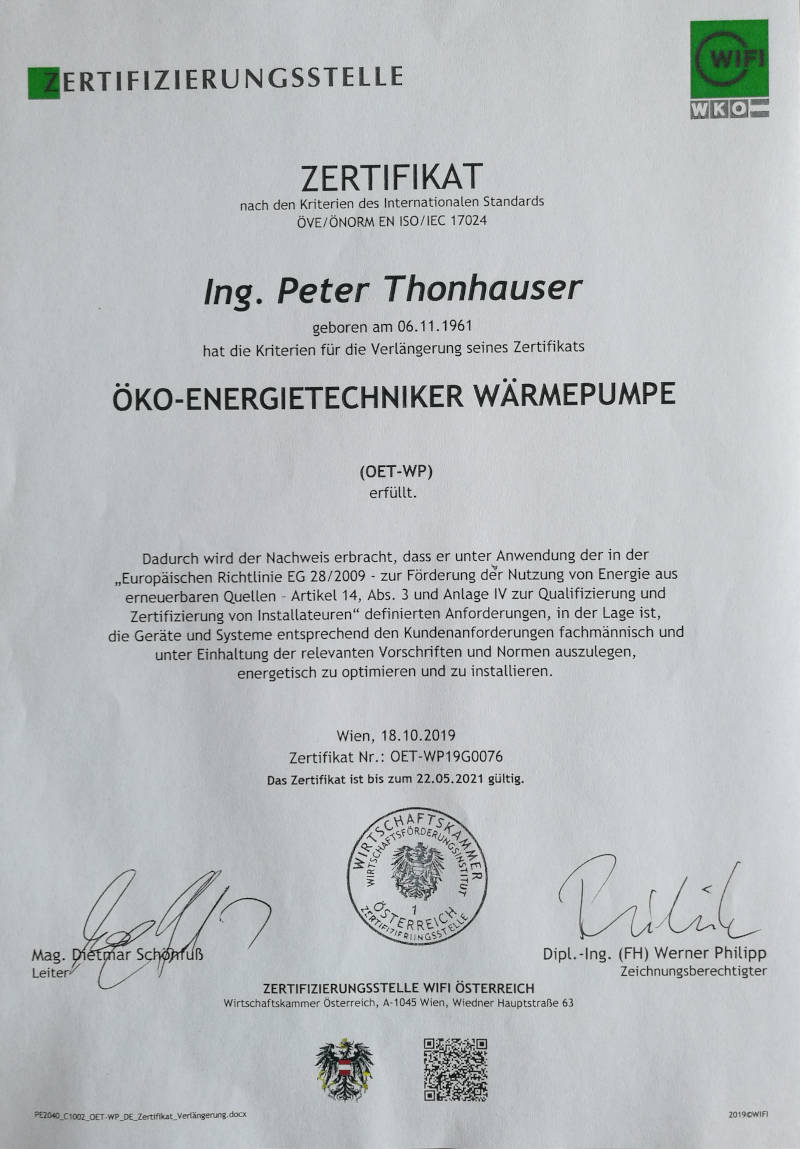 ZERTIFIZIERUNGSSTELLE
WIFI
WKO
ZERTIFIKAT
nach den Kriterien des Internationalen Standards
ÖVE/ÖNORM EN ISO/IEC 17024
Ing. Peter Thonhauser
geboren am 06.11.1961
hat die Kriterien für die Verlängerung seines Zertifikats
ÖKO-ENERGIETECHNIKER WÄRMEPUMPE
(OET-WP)
erfüllt.
Dadurch wird der Nachweis erbracht, dass er unter Anwendung der in der
„Europäischen Richtlinie EG 28/2009 - zur Förderung der Nutzung von Energie aus
erneuerbaren Quellen – Artikel 14, Abs. 3 und Anlage IV zur Qualifizierung und
Zertifizierung von Installateuren“ definierten Anforderungen, in der Lage ist,
die Geräte und Systeme entsprechend den Kundenanforderungen fachmännisch und
unter Einhaltung der relevanten Vorschriften und Normen auszulegen,
energetisch zu optimieren und zu installieren.
Wien, 18.10.2019
Zertifikat Nr.: OET-WP19G0076
Das Zertifikat ist bis zum 22.05.2021 gültig.
WIRTSCHAFTSKAMMER
WIRTSCHAFTSFÖRDERUNGSINSTITUT
1
ÖSTERREICH
ZERTIFIZIERUNGSSTELLE
Mag. Dietmar Schönfuß
Leiter
Dipl.-Ing. (FH) Werner Philipp
Zeichnungsberechtigter
ZERTIFIZIERUNGSSTELLE WIFI ÖSTERREICH
Wirtschaftskammer Österreich, A-1045 Wien, Wiedner Hauptstraße 63
PE2040_C1002_OET-WP_DE_Zertifikat_Verlängerung.docx
2019©WIFI